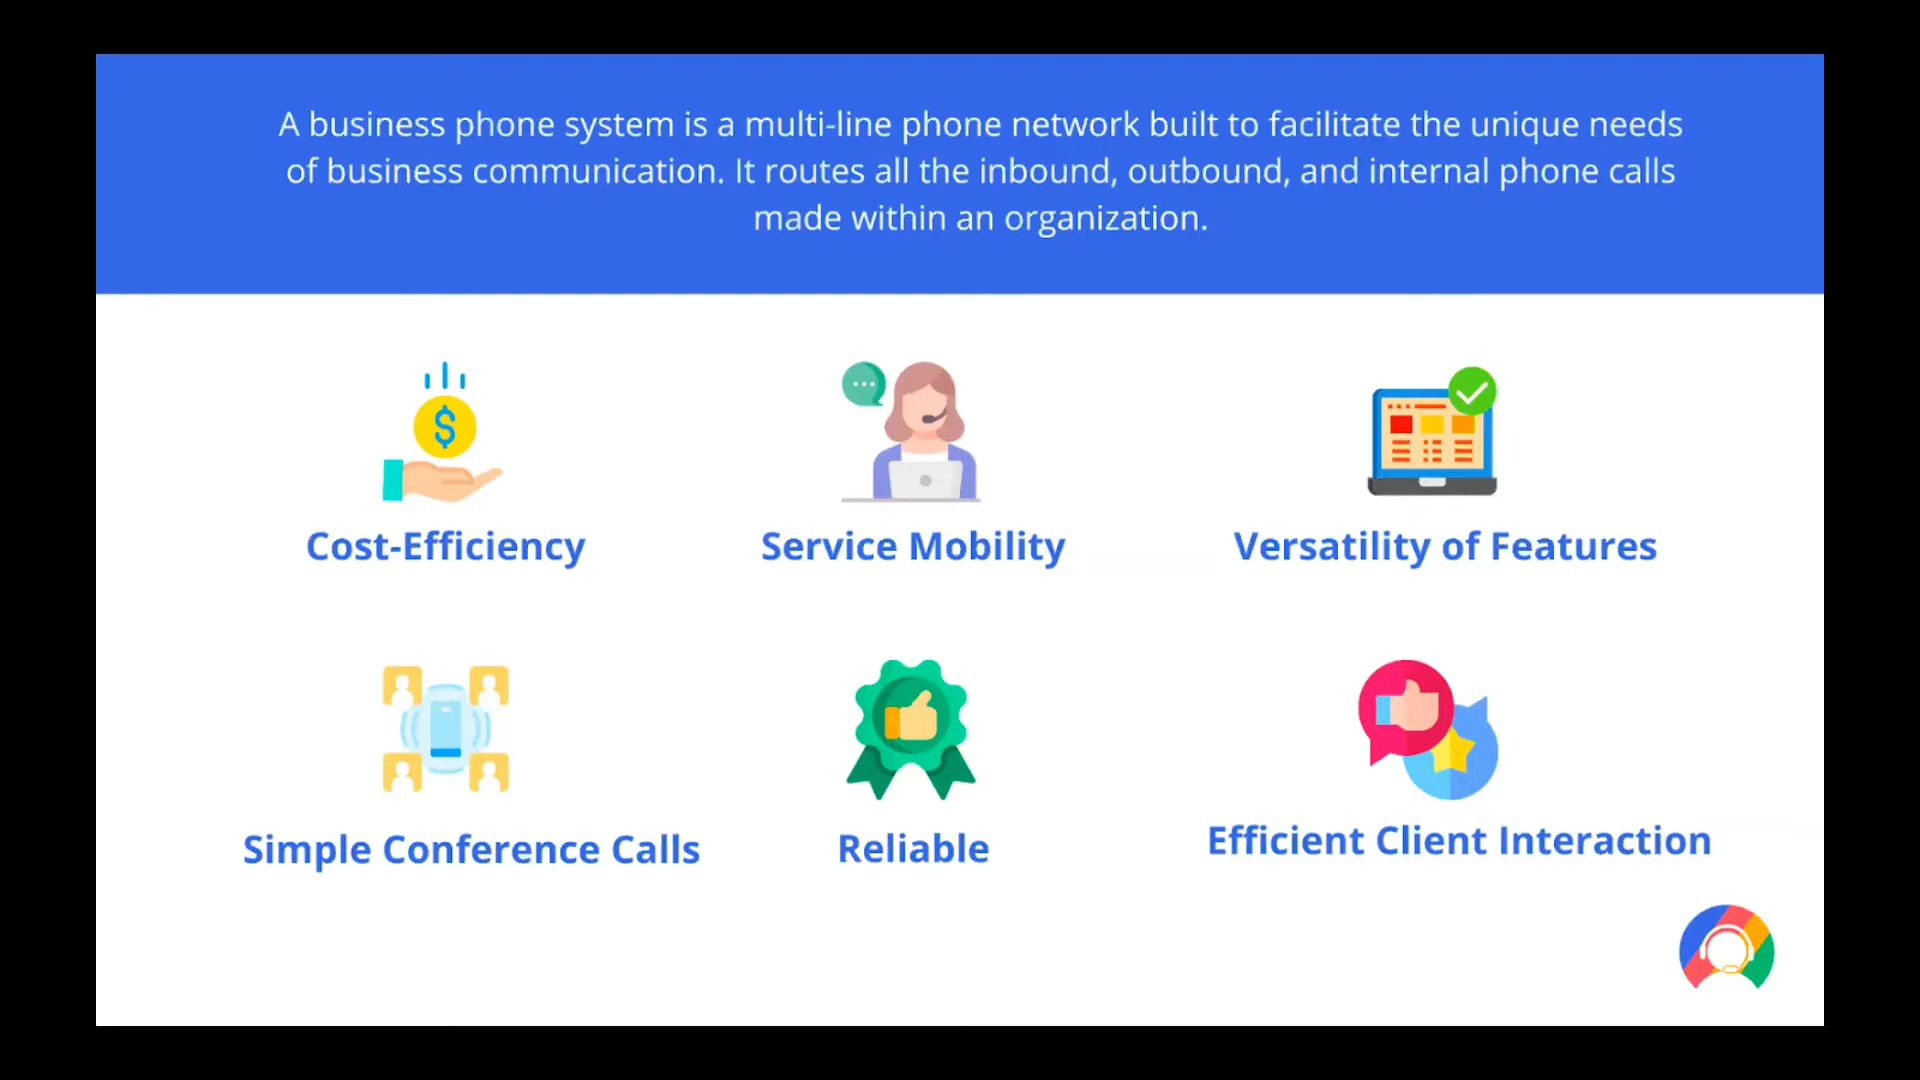 A business phone system is a multi-line phone network built to facilitate the unique needs
of business communication. It routes all the inbound, outbound, and internal phone calls
made within an organization.
$
Cost-Efficiency
Service Mobility
Versatility of Features
Simple Conference Calls
Reliable
Efficient Client Interaction